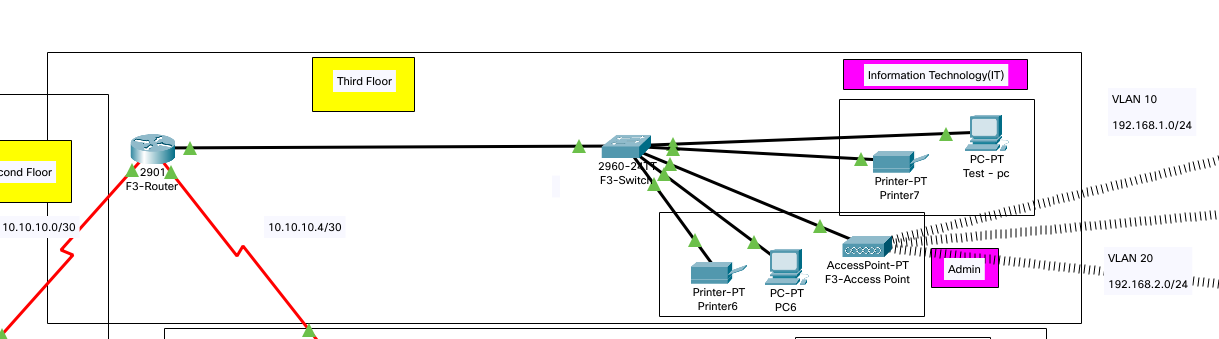 Third Floor
Information Technology(IT)
VLAN 10
192.168.1.0/24
2901
F3-Router
2960-24TT
F3-Switch
PC-PT
Test - pc
Printer-PT
Printer7
cond Floor
10.10.10.0/30
10.10.10.4/30
AccessPoint-PT
F3-Access Point
Admin
VLAN 20
192.168.2.0/24
Printer-PT
Printer6
PC-PT
PC6